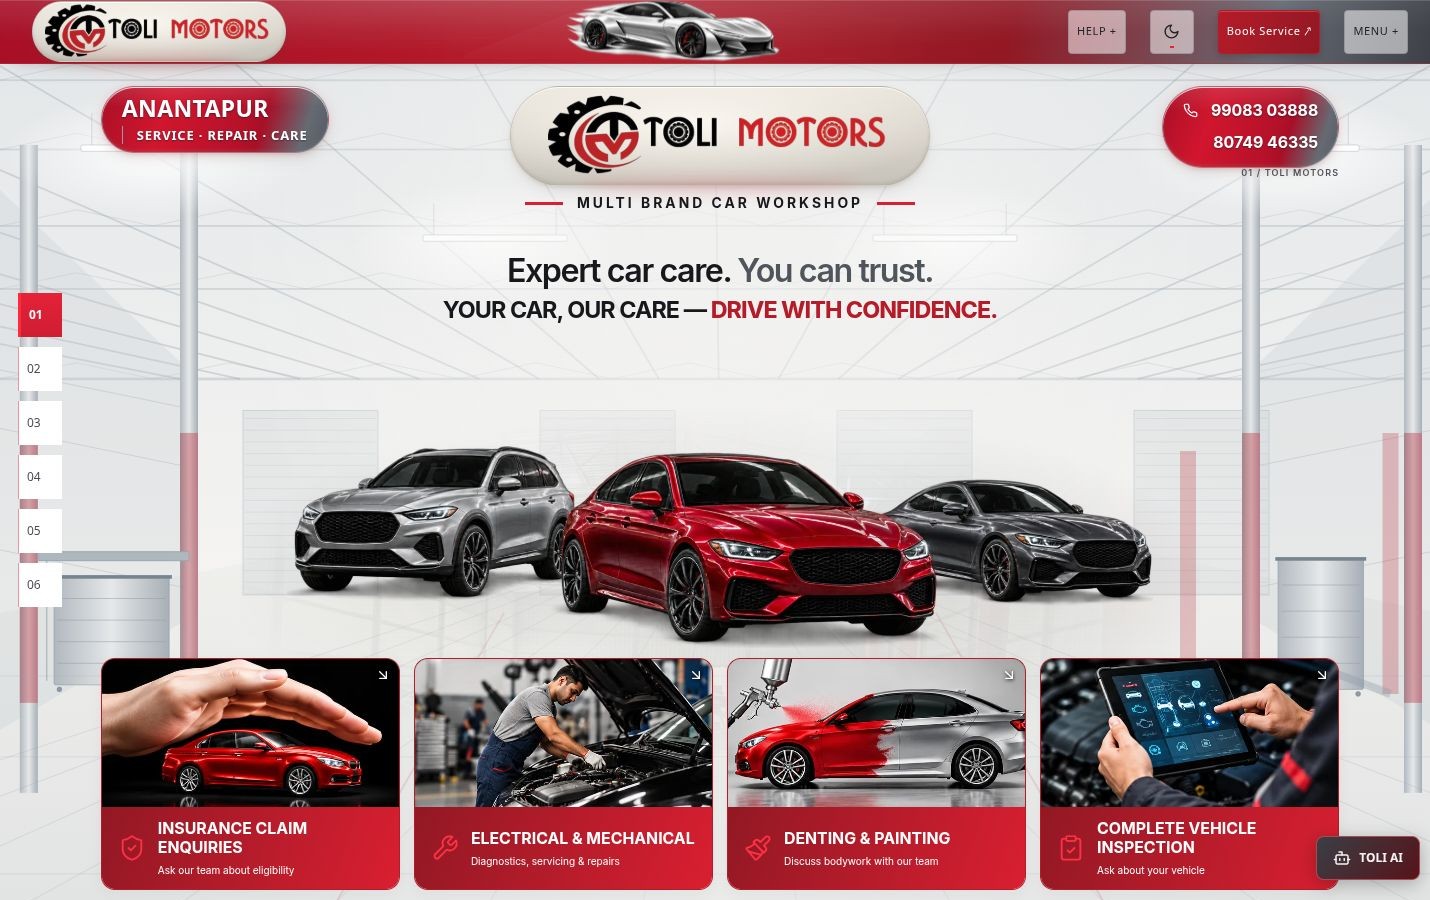 TOLI MOTORS
HELP +
Book Service ↗
MENU +
ANANTAPUR
SERVICE · REPAIR · CARE
TOLI MOTORS
MULTI BRAND CAR WORKSHOP
99083 03888
80749 46335
01 / TOLI MOTORS
Expert car care. You can trust.
YOUR CAR, OUR CARE — DRIVE WITH CONFIDENCE.
01
02
03
04
05
06
INSURANCE CLAIM
ENQUIRIES
Ask our team about eligibility
ELECTRICAL & MECHANICAL
Diagnostics, servicing & repairs
DENTING & PAINTING
Discuss bodywork with our team
COMPLETE VEHICLE
INSPECTION
Ask about your vehicle
TOLI AI